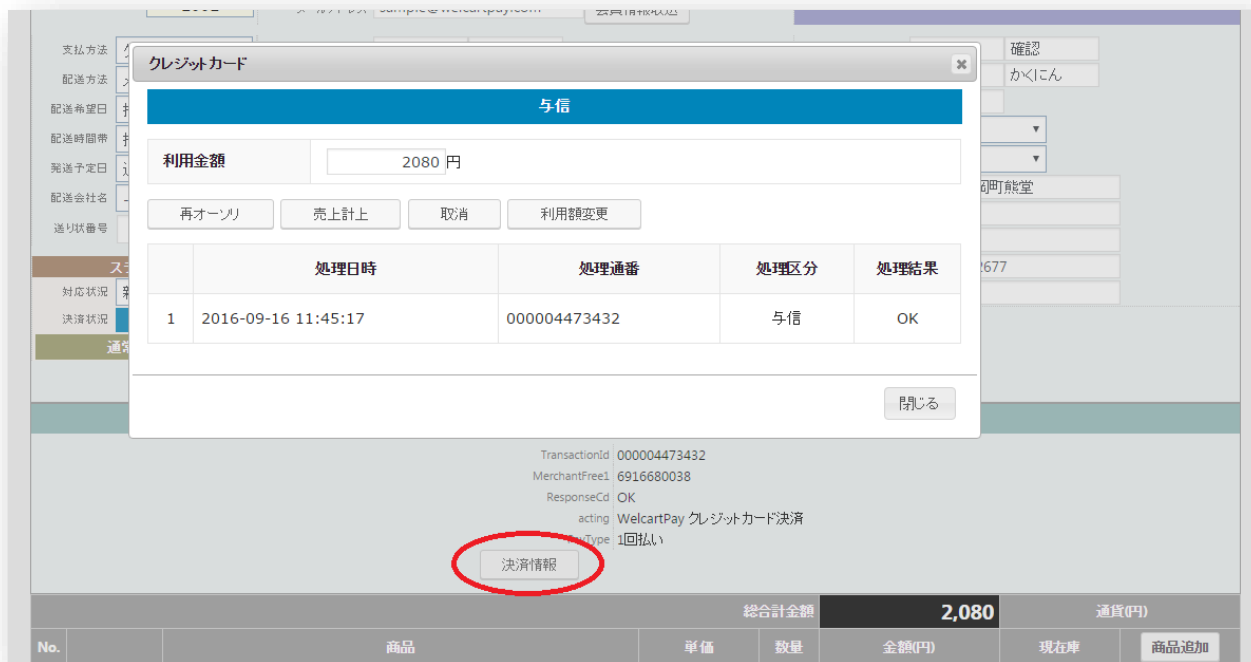 sample@welcartpay.com
支払方法
確認
配送方法
かくにん
配送希望日
配送時間帯
発送予定日
配送会社名
岡町熊堂
送り状番号
2677
対応状況
決済状況
クレジットカード
与信
利用金額 2080 円
再オーソリ 売上計上 取消 利用額変更
処理日時 処理通番 処理区分 処理結果
1 2016-09-16 11:45:17 000004473432 与信 OK
閉じる
TransactionId 000004473432
MerchantFree1 6916680038
ResponseCd OK
acting WelcartPay クレジットカード決済
PayType 1回払い
決済情報
総合計金額 2,080 通貨(円)
No. 商品 単価 数量 金額(円) 現在庫 商品追加